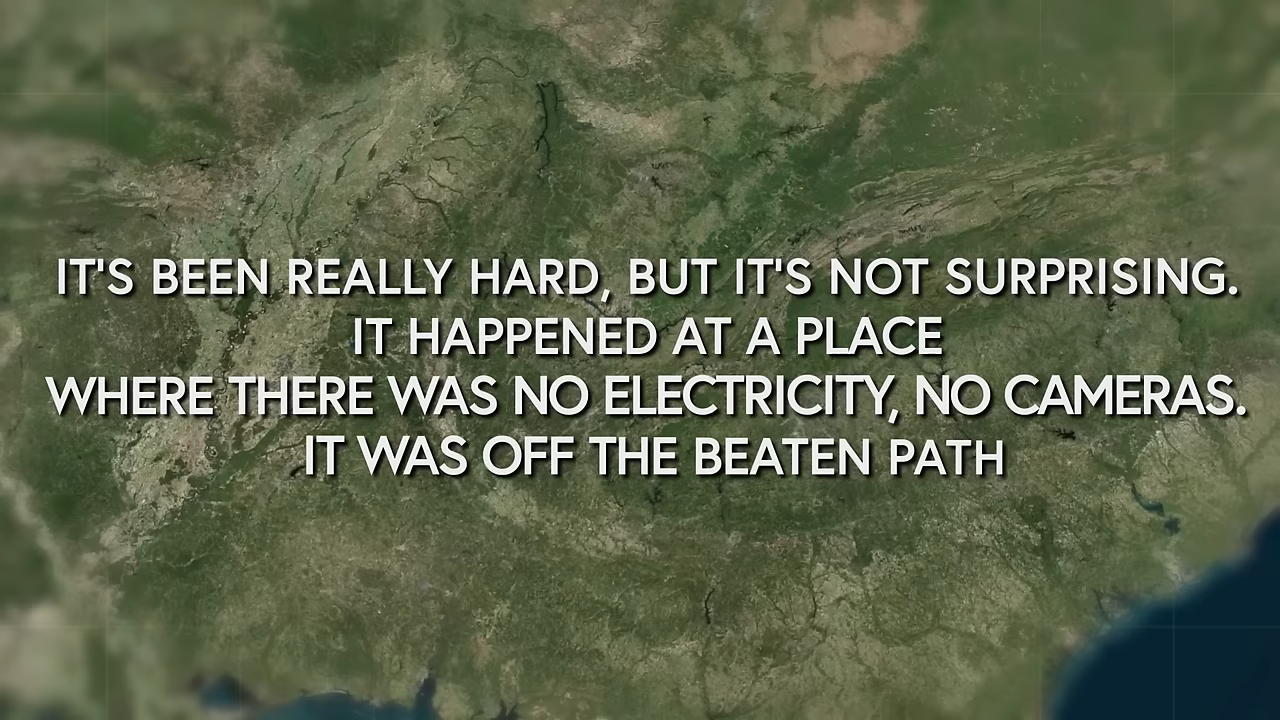 IT'S BEEN REALLY HARD, BUT IT'S NOT SURPRISING.
IT HAPPENED AT A PLACE
WHERE THERE WAS NO ELECTRICITY, NO CAMERAS.
IT WAS OFF THE BEATEN PATH